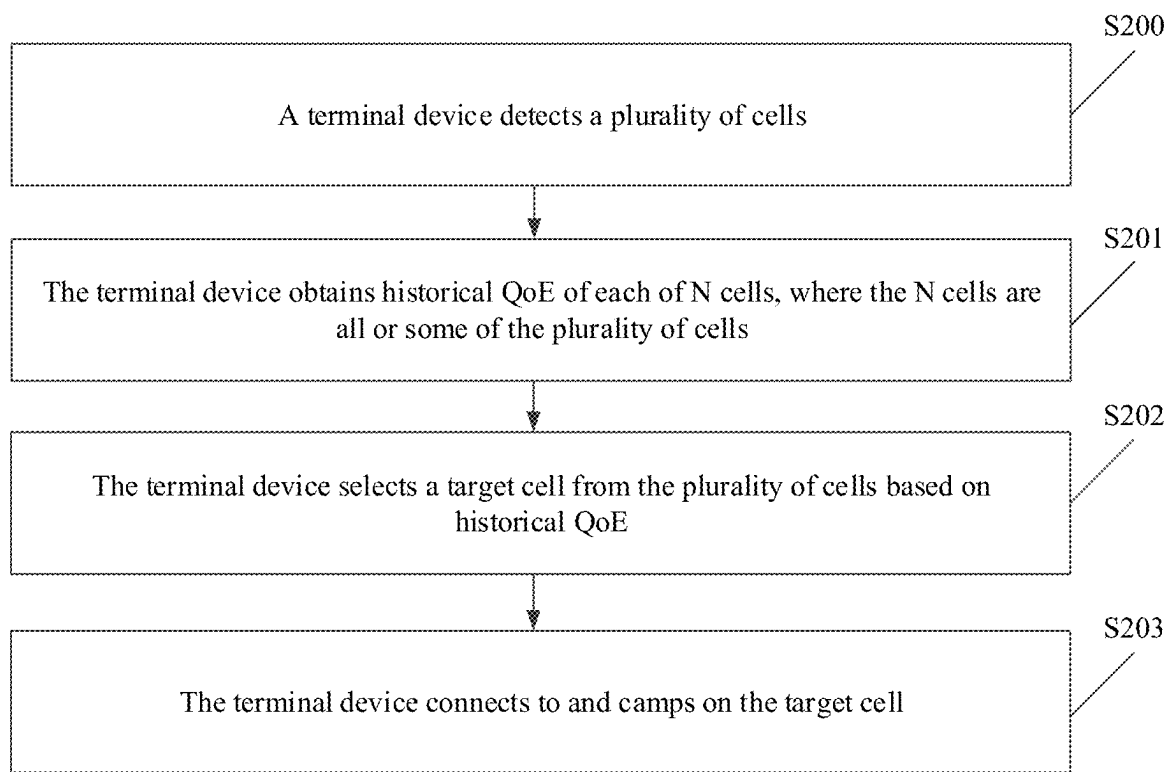 S200
A terminal device detects a plurality of cells
S201
The terminal device obtains historical QoE of each of N cells, where the N cells are
all or some of the plurality of cells
S202
The terminal device selects a target cell from the plurality of cells based on
historical QoE
S203
The terminal device connects to and camps on the target cell